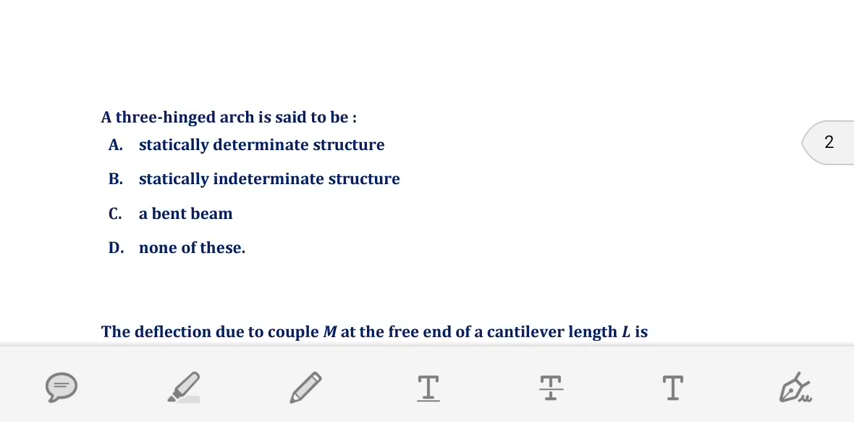 A three-hinged arch is said to be :
A. statically determinate structure
2
B. statically indeterminate structure
C. a bent beam
D. none of these.
The deflection due to couple M at the free end of a cantilever length L is
T T T